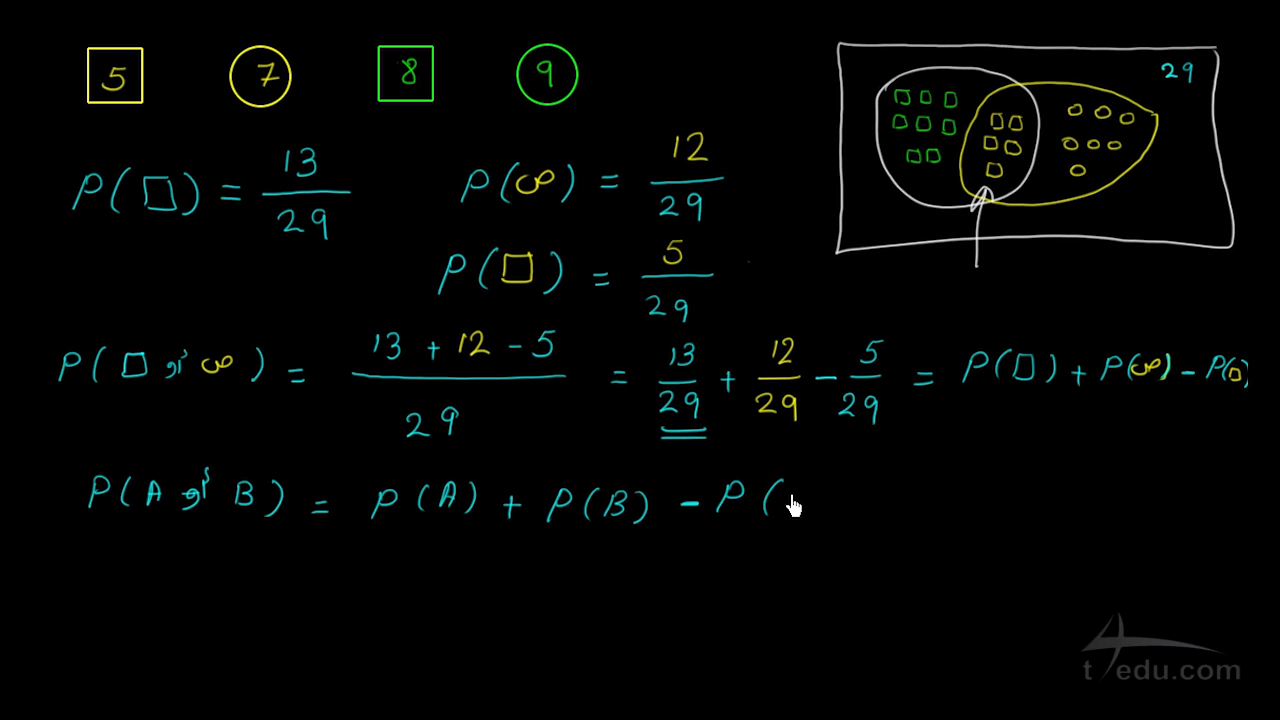 5 7 8 9
29
P(□) = 13/29
P(∞) = 12/29
P(□) = 5/29
P(□ أو ∞) = (13 + 12 - 5)/29 = 13/29 + 12/29 - 5/29 = P(□) + P(∞) - P(□)
P(A أو B) = P(A) + P(B) - P(
t4edu.com